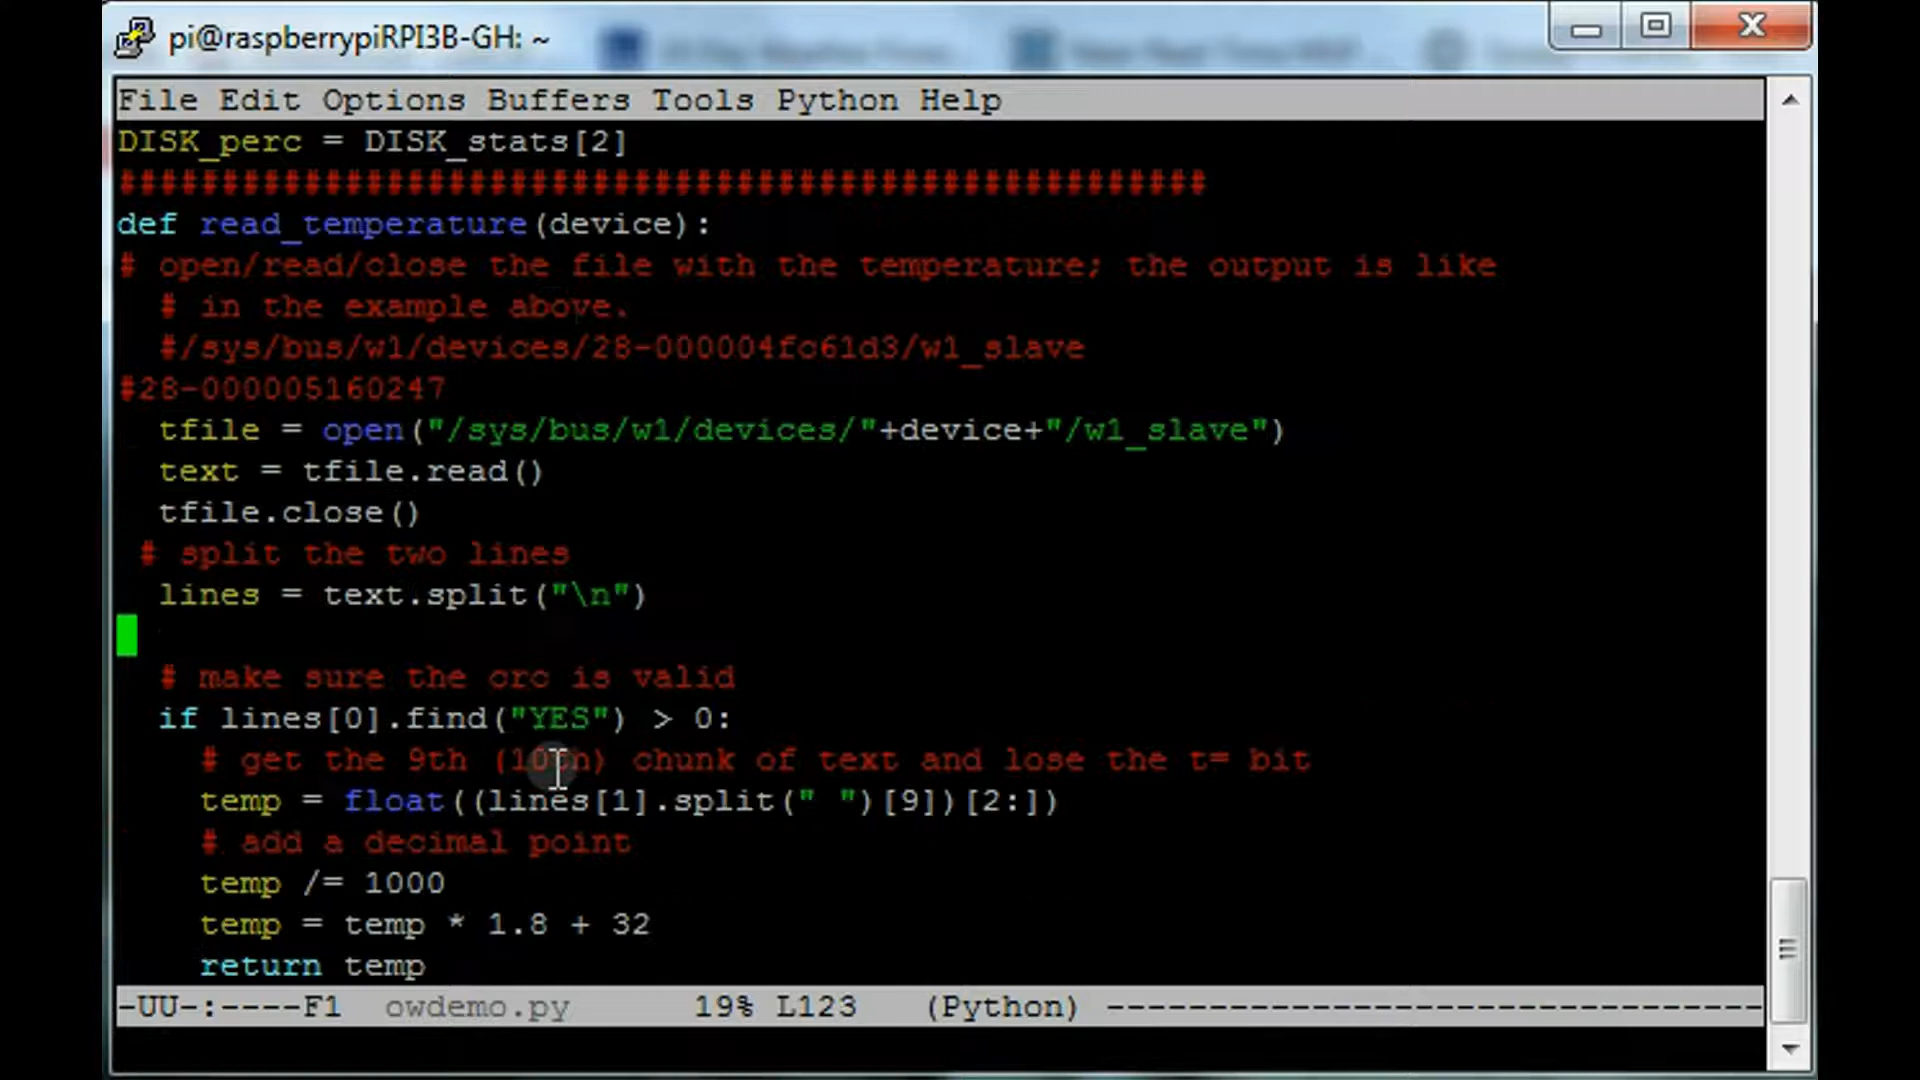 pi@raspberrypiRPI3B-GH: ~
File Edit Options Buffers Tools Python Help
DISK_perc = DISK_stats[2]
#####################################################
def read_temperature(device):
# open/read/close the file with the temperature; the output is like
# in the example above.
#/sys/bus/w1/devices/28-000004fc61d3/w1_slave
#28-000005160247
tfile = open("/sys/bus/w1/devices/"+device+"/w1_slave")
text = tfile.read()
tfile.close()
# split the two lines
lines = text.split("\n")
# make sure the crc is valid
if lines[0].find("YES") > 0:
# get the 9th (10th) chunk of text and lose the t= bit
temp = float((lines[1].split(" ")[9])[2:])
# add a decimal point
temp /= 1000
temp = temp * 1.8 + 32
return temp
-UU-:----F1 owdemo.py 19% L123 (Python) --------------------------------